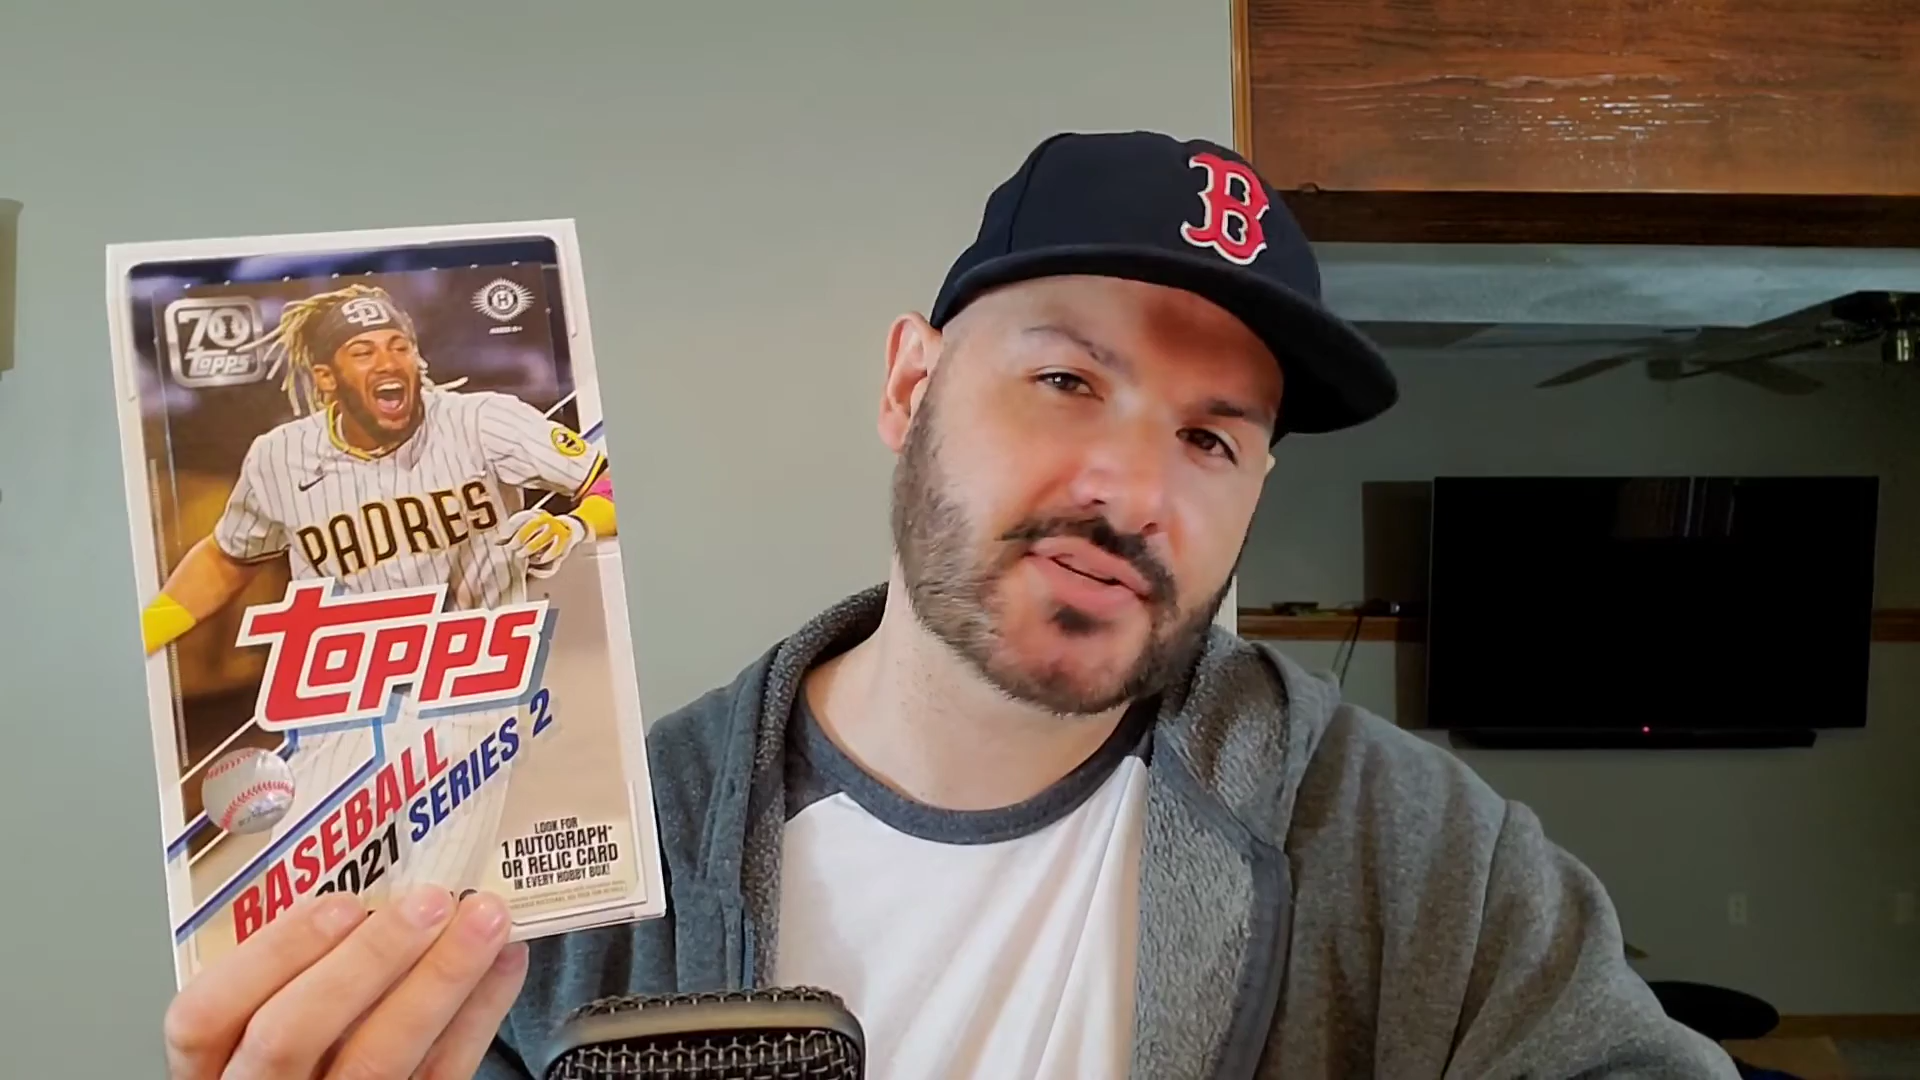 70
topps
H
SD
PADRES
topps
BASEBALL
2021 SERIES 2
LOOK FOR
1 AUTOGRAPH*
OR RELIC CARD
IN EVERY HOBBY BOX!
B